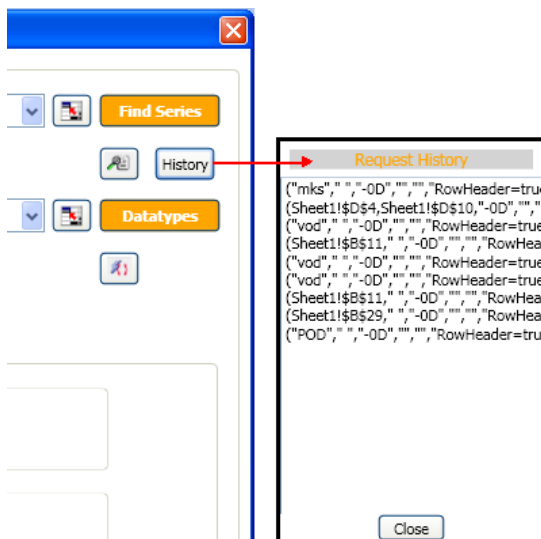 Find Series
History
Datatypes
Request History
("mks"," ","-0D","","","RowHeader=true
(Sheet1!$D$4,Sheet1!$D$10,"-0D","","
("vod"," ","-0D","","","RowHeader=true
(Sheet1!$B$11," ","-0D","","","RowHea
("vod"," ","-0D","","","RowHeader=true
("vod"," ","-0D","","","RowHeader=true
(Sheet1!$B$11," ","-0D","","","RowHea
(Sheet1!$B$29," ","-0D","","","RowHea
("POD"," ","-0D","","","RowHeader=tru
Close